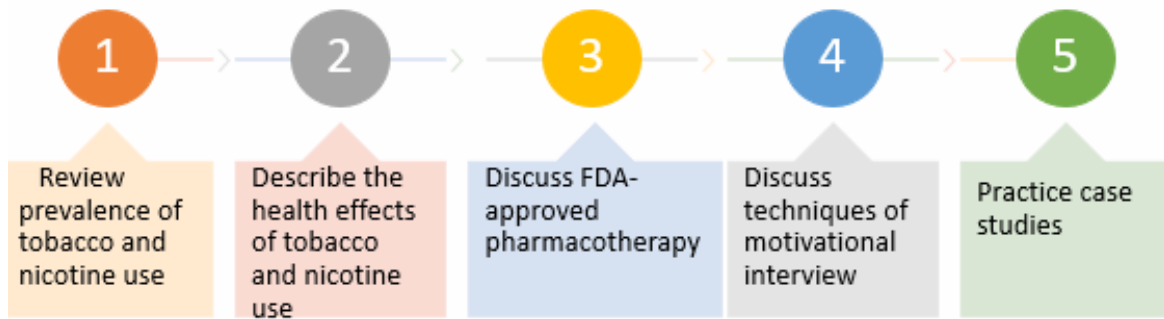 1
2
3
4
5
Review
prevalence of
tobacco and
nicotine use
Describe the
health effects
of tobacco
and nicotine
use
Discuss FDA-
approved
pharmacotherapy
Discuss
techniques of
motivational
interview
Practice case
studies